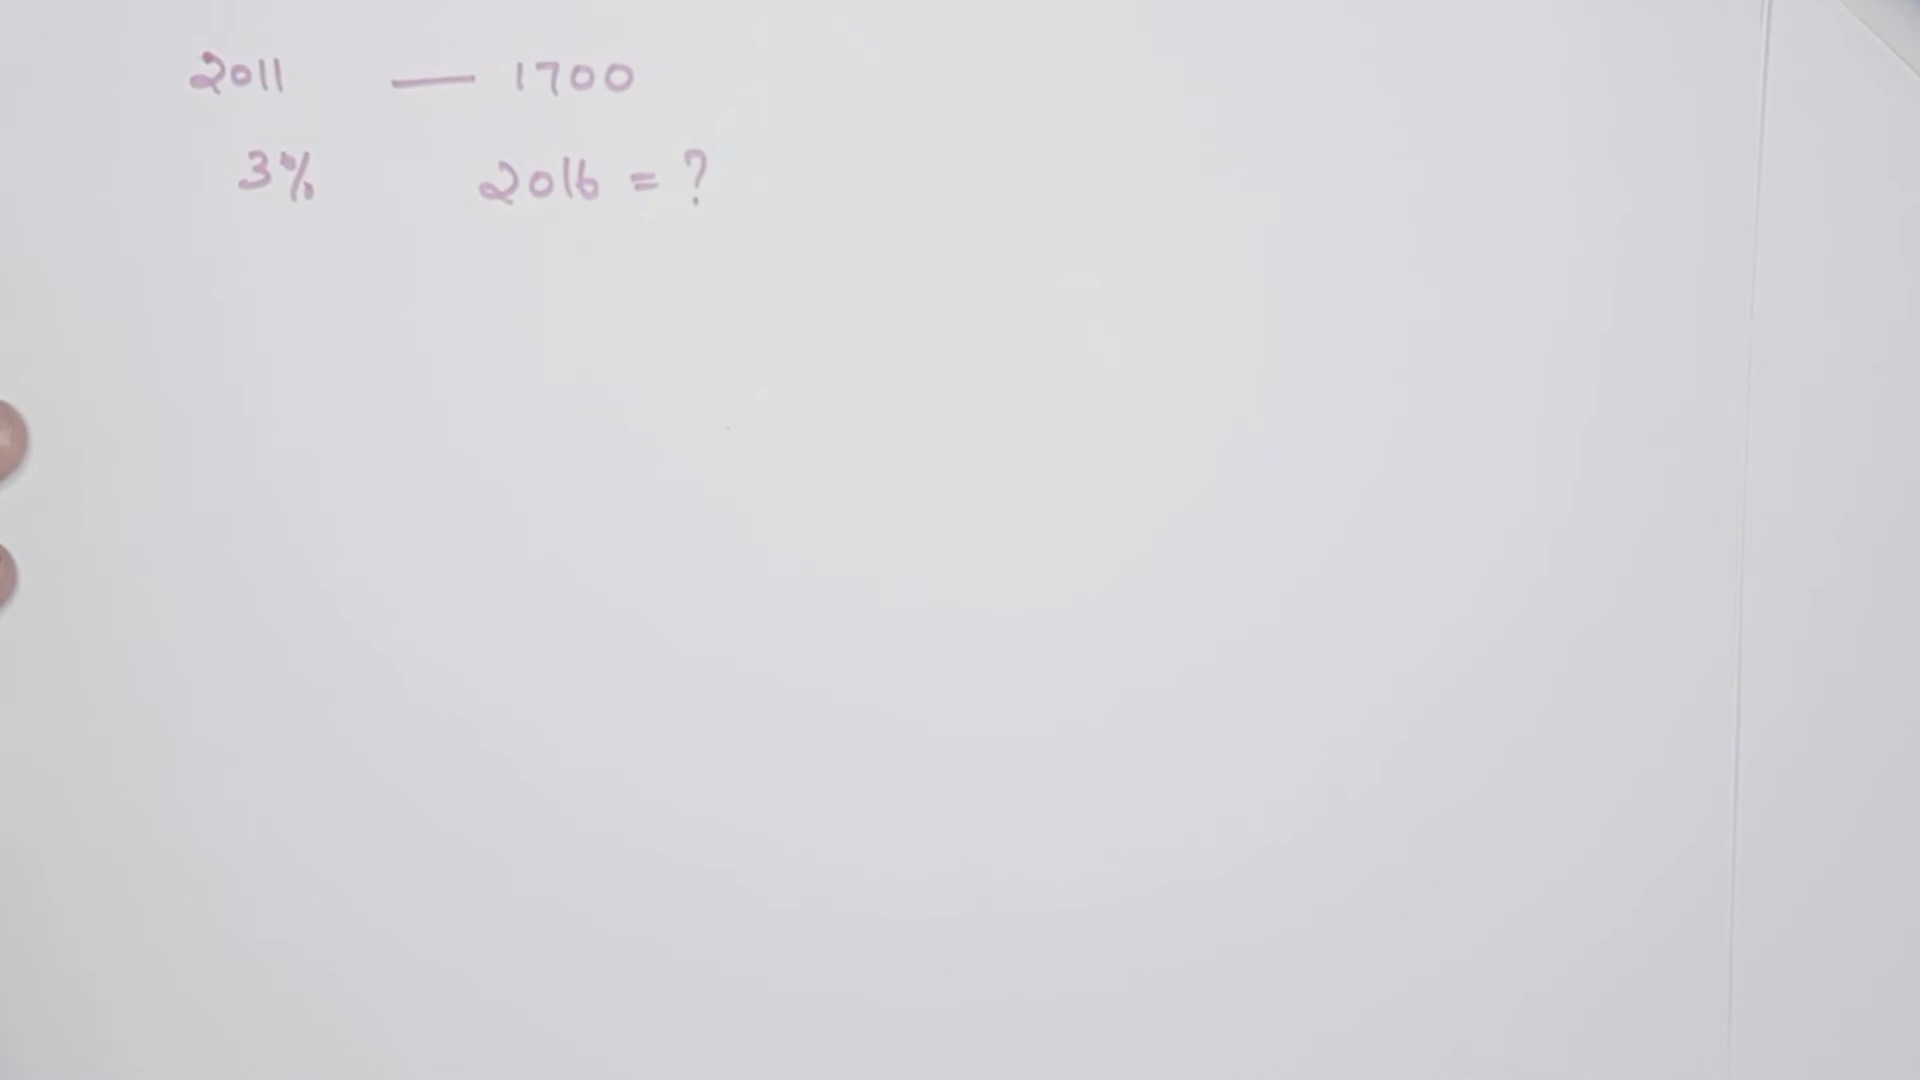 2011 — 1700
3% 2016 = ?